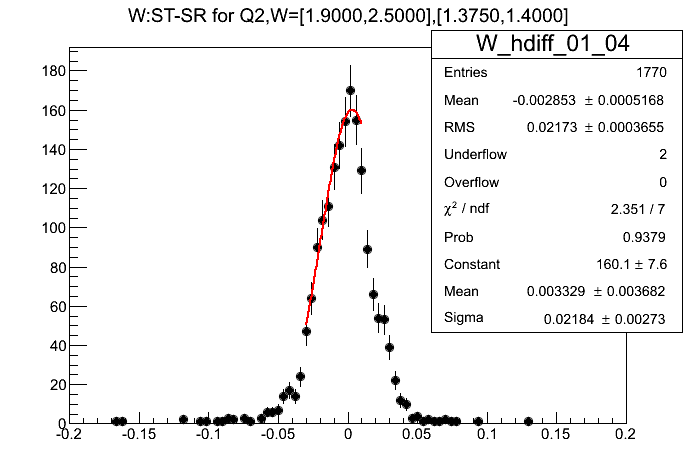 W:ST-SR for Q2,W=[1.9000,2.5000],[1.3750,1.4000]
W_hdiff_01_04
Entries 1770
Mean -0.002853 ± 0.0005168
RMS 0.02173 ± 0.0003655
Underflow 2
Overflow 0
χ² / ndf 2.351 / 7
Prob 0.9379
Constant 160.1 ± 7.6
Mean 0.003329 ± 0.003682
Sigma 0.02184 ± 0.00273
180
160
140
120
100
80
60
40
20
0
-0.2 -0.15 -0.1 -0.05 0 0.05 0.1 0.15 0.2